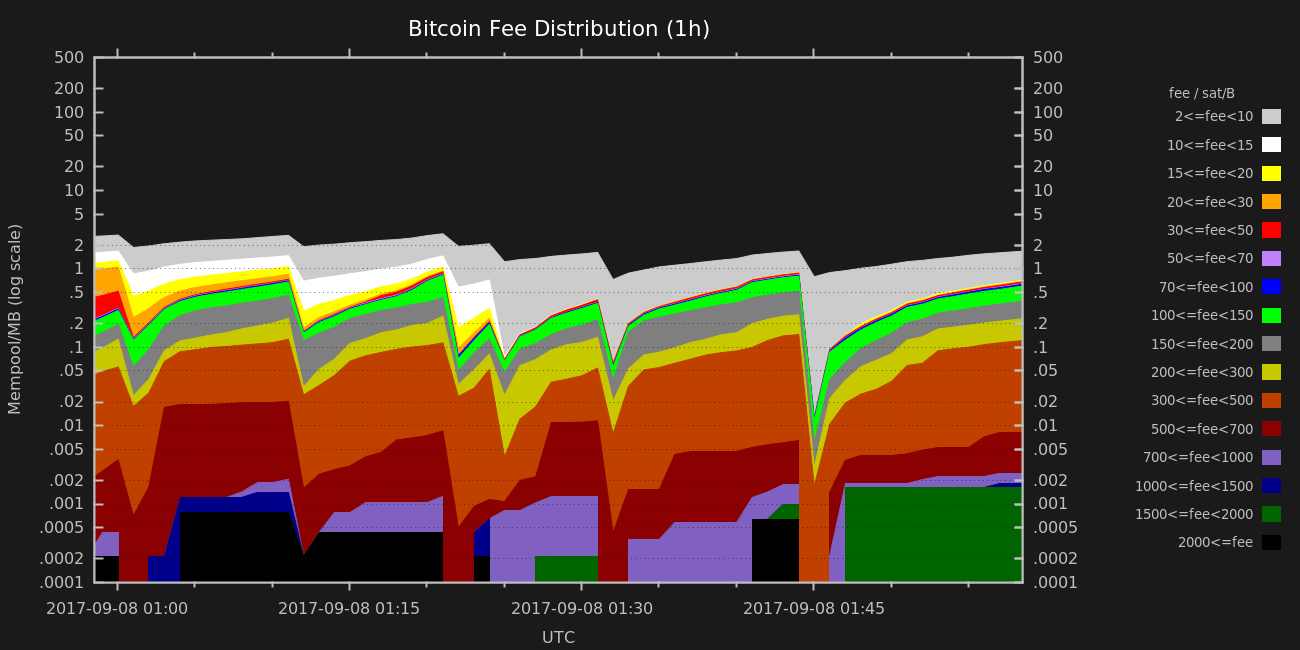 Bitcoin Fee Distribution (1h)
500 500
200 200
100 100
50 50
20 20
10 10
5 5
2 2
1 1
.5 .5
.2 .2
.1 .1
.05 .05
.02 .02
.01 .01
.005 .005
.002 .002
.001 .001
.0005 .0005
.0002 .0002
.0001 .0001
Mempool/MB (log scale)
2017-09-08 01:00 2017-09-08 01:15 2017-09-08 01:30 2017-09-08 01:45
UTC
fee / sat/B
2<=fee<10
10<=fee<15
15<=fee<20
20<=fee<30
30<=fee<50
50<=fee<70
70<=fee<100
100<=fee<150
150<=fee<200
200<=fee<300
300<=fee<500
500<=fee<700
700<=fee<1000
1000<=fee<1500
1500<=fee<2000
2000<=fee